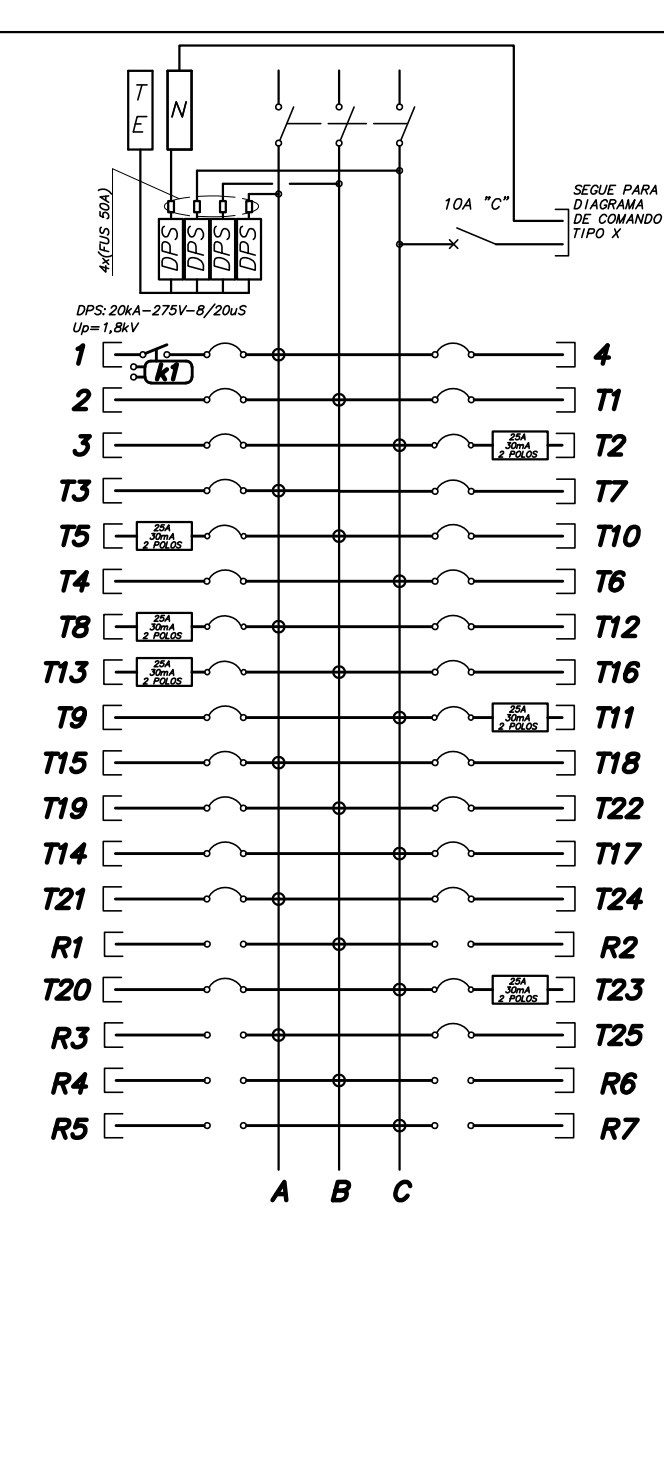 T
E
N
4x(FUS 50A)
DPS
DPS
DPS
DPS
10A "C"
SEGUE PARA
DIAGRAMA
DE COMANDO
TIPO X
DPS: 20kA-275V-8/20uS
Up= 1,8kV
1
k1
4
2
T1
3
25A
30mA
2 POLOS
T2
T3
T7
T5
25A
30mA
2 POLOS
T10
T4
T6
T8
25A
30mA
2 POLOS
T12
T13
25A
30mA
2 POLOS
T16
T9
25A
30mA
2 POLOS
T11
T15
T18
T19
T22
T14
T17
T21
T24
R1
R2
T20
25A
30mA
2 POLOS
T23
R3
T25
R4
R6
R5
R7
A B C